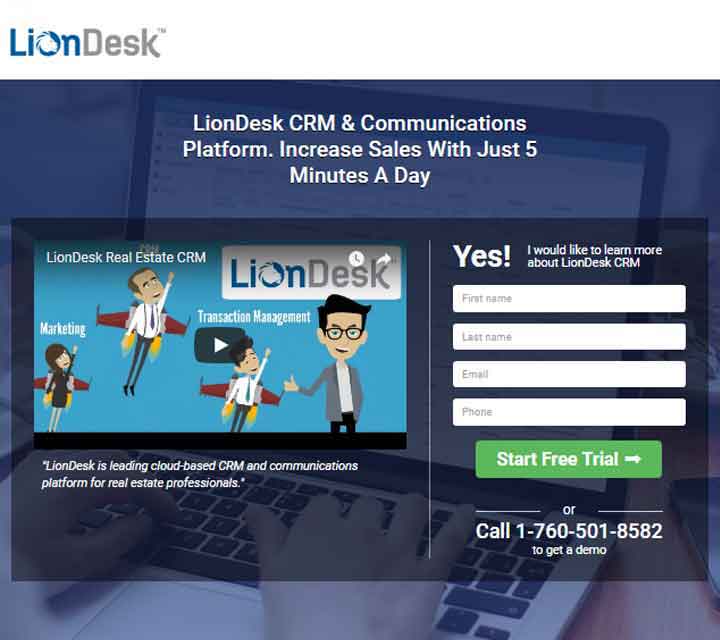 LionDesk™
LionDesk CRM & Communications
Platform. Increase Sales With Just 5
Minutes A Day
LionDesk Real Estate CRM
CRM
LionDesk™
Marketing
Transaction Management
"LionDesk is leading cloud-based CRM and communications
platform for real estate professionals."
Yes!
I would like to learn more
about LionDesk CRM
First name
Last name
Email
Phone
Start Free Trial ➡
or
Call 1-760-501-8582
to get a demo